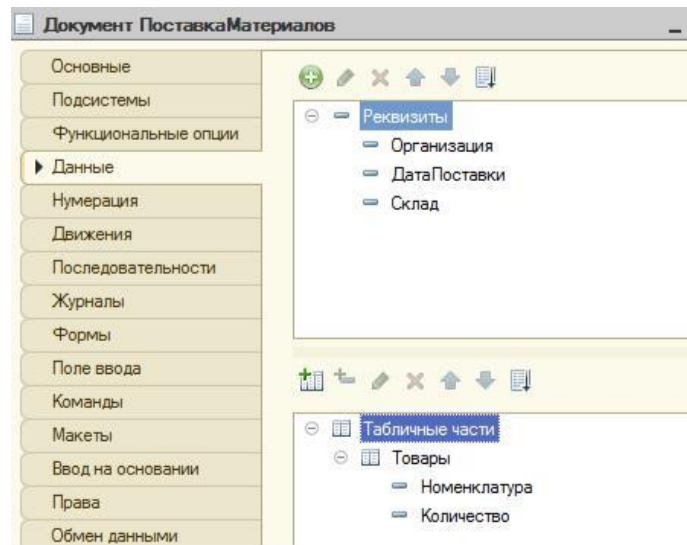 Документ ПоставкаМатериалов
Основные
Подсистемы
Функциональные опции
Данные
Нумерация
Движения
Последовательности
Журналы
Формы
Поле ввода
Команды
Макеты
Ввод на основании
Права
Обмен данными
Реквизиты
Организация
ДатаПоставки
Склад
Табличные части
Товары
Номенклатура
Количество